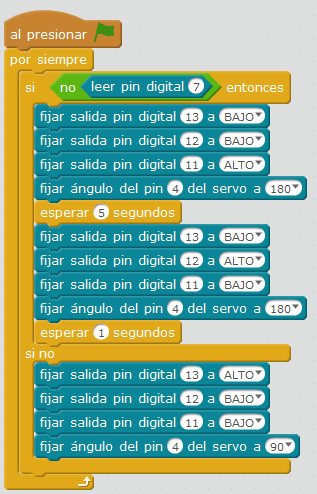 al presionar
por siempre
si no leer pin digital 7 entonces
fijar salida pin digital 13 a BAJO
fijar salida pin digital 12 a BAJO
fijar salida pin digital 11 a ALTO
fijar ángulo del pin 4 del servo a 180
esperar 5 segundos
fijar salida pin digital 13 a BAJO
fijar salida pin digital 12 a ALTO
fijar salida pin digital 11 a BAJO
fijar ángulo del pin 4 del servo a 180
esperar 1 segundos
si no
fijar salida pin digital 13 a ALTO
fijar salida pin digital 12 a BAJO
fijar salida pin digital 11 a BAJO
fijar ángulo del pin 4 del servo a 90